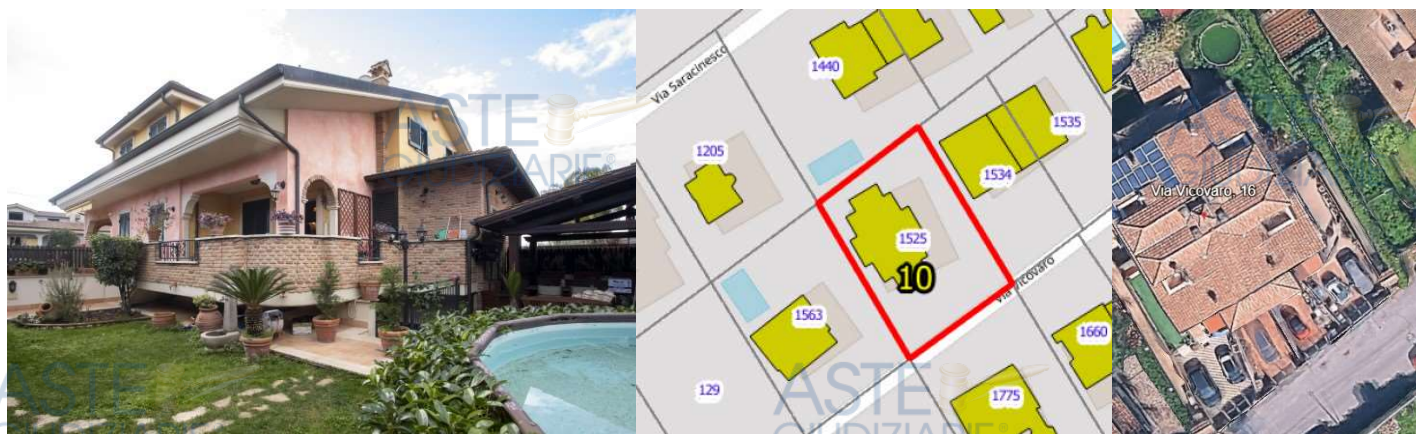 ASTE
GIUDIZIARIE®
Via Saracinesco
1440
1535
1205
1534
1525
10
Via Vicovaro
1563
1660
129
1775
ASTE
GIUDIZIARIE®
Via Vicovaro, 16
ASTE